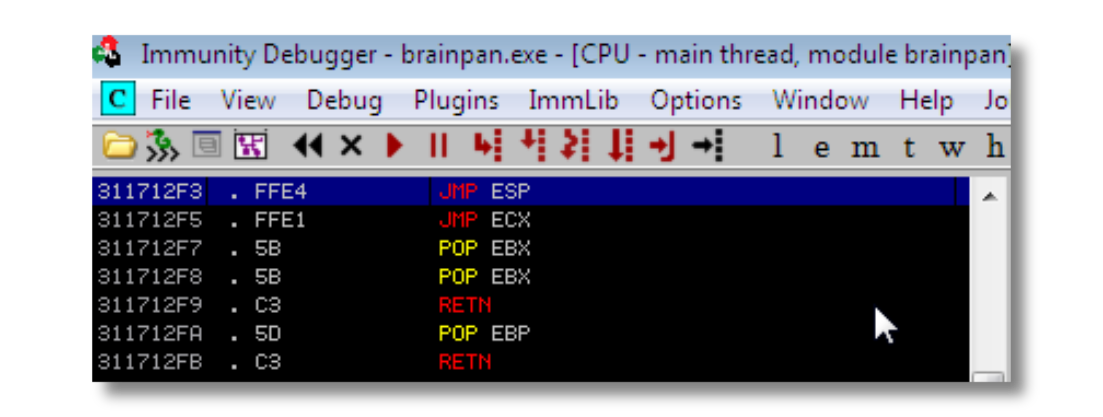 Immunity Debugger - brainpan.exe - [CPU - main thread, module brainpan]
C File View Debug Plugins ImmLib Options Window Help Jo
l e m t w h
311712F3 . FFE4 JMP ESP
311712F5 . FFE1 JMP ECX
311712F7 . 5B POP EBX
311712F8 . 5B POP EBX
311712F9 . C3 RETN
311712FA . 5D POP EBP
311712FB . C3 RETN